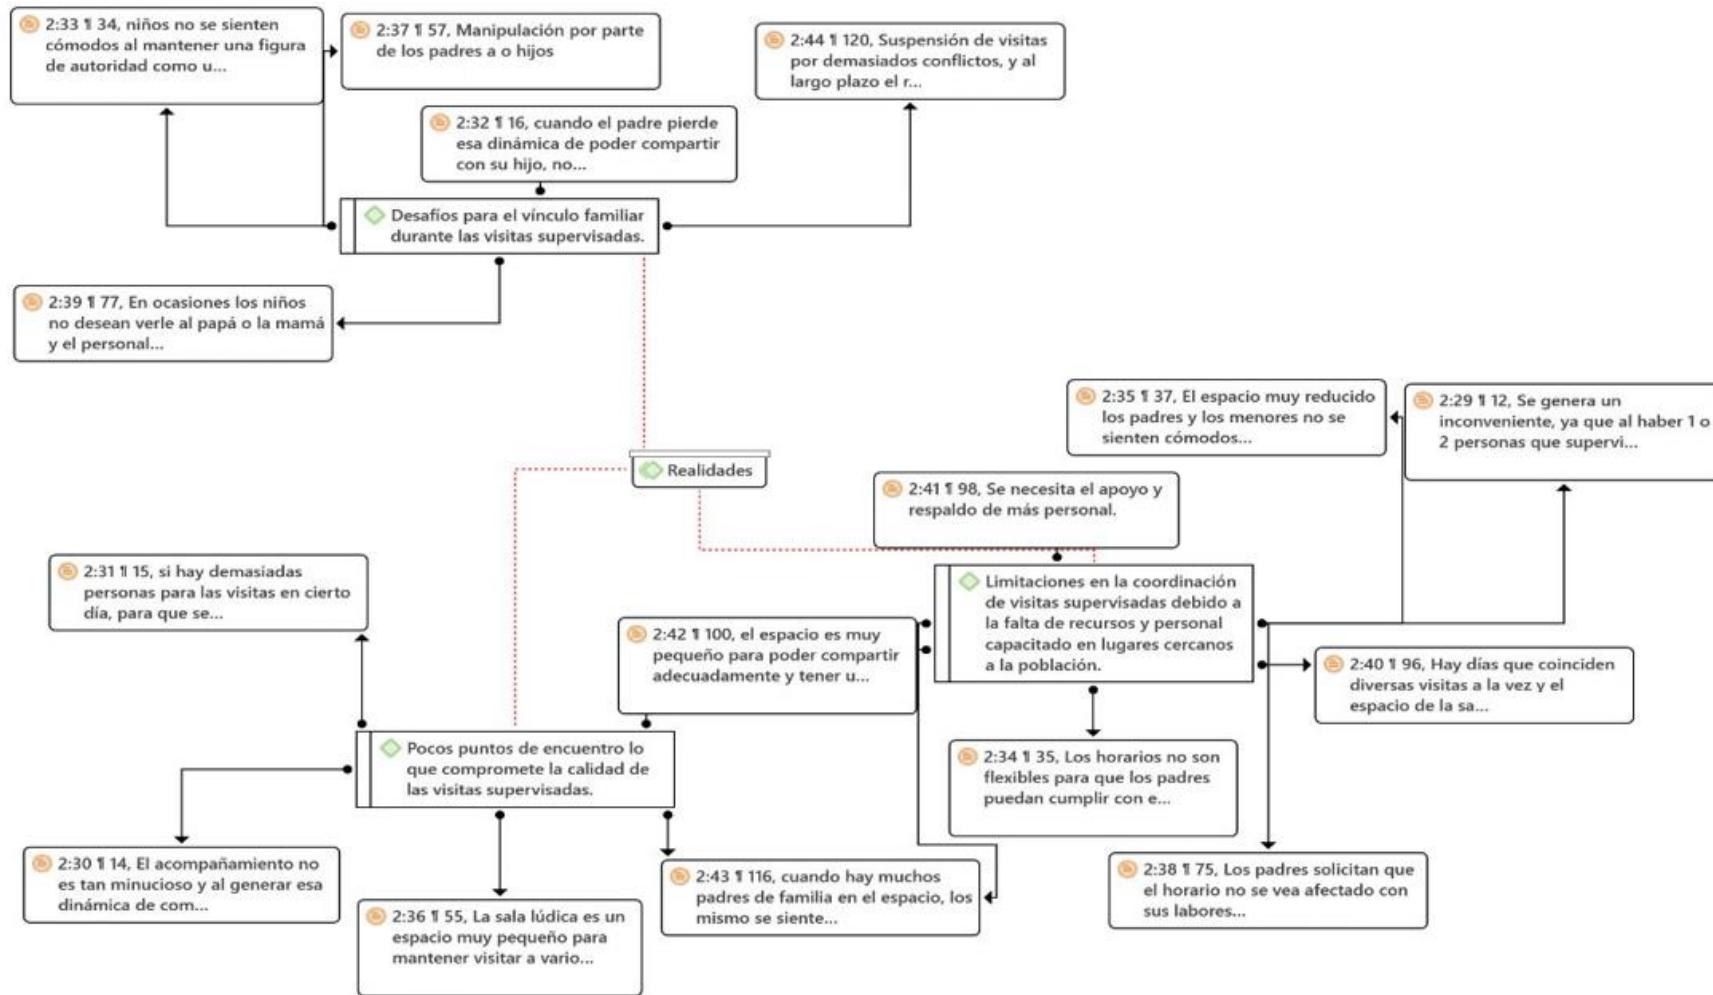 2:33 ¶ 34, niños no se sienten
cómodos al mantener una figura
de autoridad como u...
2:37 ¶ 57, Manipulación por parte
de los padres a o hijos
2:44 ¶ 120, Suspensión de visitas
por demasiados conflictos, y al
largo plazo el r...
2:32 ¶ 16, cuando el padre pierde
esa dinámica de poder compartir
con su hijo, no...
Desafíos para el vínculo familiar
durante las visitas supervisadas.
2:39 ¶ 77, En ocasiones los niños
no desean verle al papá o la mamá
y el personal...
2:35 ¶ 37, El espacio muy reducido
los padres y los menores no se
sienten cómodos...
2:29 ¶ 12, Se genera un
inconveniente, ya que al haber 1 o
2 personas que supervi...
Realidades
2:41 ¶ 98, Se necesita el apoyo y
respaldo de más personal.
2:31 ¶ 15, si hay demasiadas
personas para las visitas en cierto
día, para que se...
Limitaciones en la coordinación
de visitas supervisadas debido a
la falta de recursos y personal
capacitado en lugares cercanos
a la población.
2:42 ¶ 100, el espacio es muy
pequeño para poder compartir
adecuadamente y tener u...
2:40 ¶ 96, Hay días que coinciden
diversas visitas a la vez y el
espacio de la sa...
Pocos puntos de encuentro lo
que compromete la calidad de
las visitas supervisadas.
2:34 ¶ 35, Los horarios no son
flexibles para que los padres
puedan cumplir con e...
2:30 ¶ 14, El acompañamiento no
es tan minucioso y al generar esa
dinámica de com...
2:36 ¶ 55, La sala lúdica es un
espacio muy pequeño para
mantener visitar a vario...
2:43 ¶ 116, cuando hay muchos
padres de familia en el espacio, los
mismo se siente...
2:38 ¶ 75, Los padres solicitan que
el horario no se vea afectado con
sus labores...